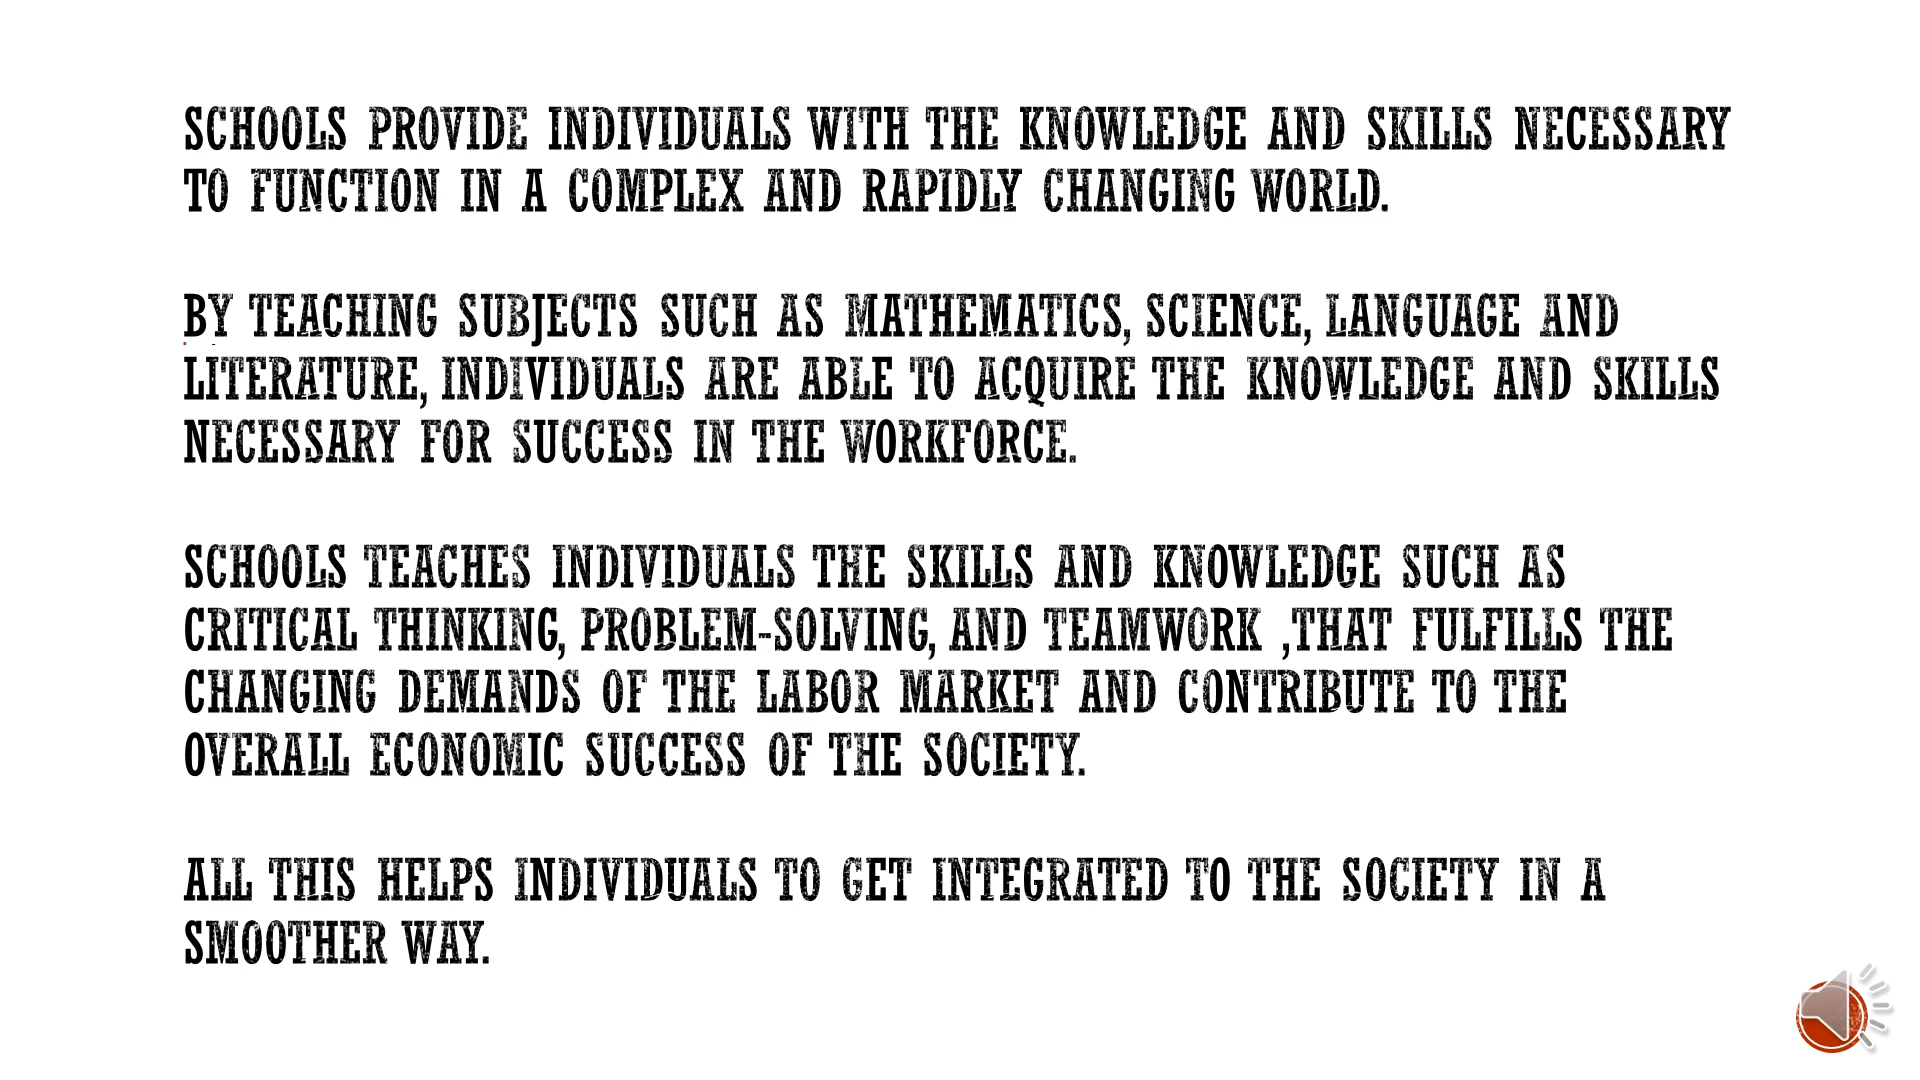 SCHOOLS PROVIDE INDIVIDUALS WITH THE KNOWLEDGE AND SKILLS NECESSARY
TO FUNCTION IN A COMPLEX AND RAPIDLY CHANGING WORLD.
BY TEACHING SUBJECTS SUCH AS MATHEMATICS, SCIENCE, LANGUAGE AND
LITERATURE, INDIVIDUALS ARE ABLE TO ACQUIRE THE KNOWLEDGE AND SKILLS
NECESSARY FOR SUCCESS IN THE WORKFORCE.
SCHOOLS TEACHES INDIVIDUALS THE SKILLS AND KNOWLEDGE SUCH AS
CRITICAL THINKING, PROBLEM-SOLVING, AND TEAMWORK ,THAT FULFILLS THE
CHANGING DEMANDS OF THE LABOR MARKET AND CONTRIBUTE TO THE
OVERALL ECONOMIC SUCCESS OF THE SOCIETY.
ALL THIS HELPS INDIVIDUALS TO GET INTEGRATED TO THE SOCIETY IN A
SMOOTHER WAY.